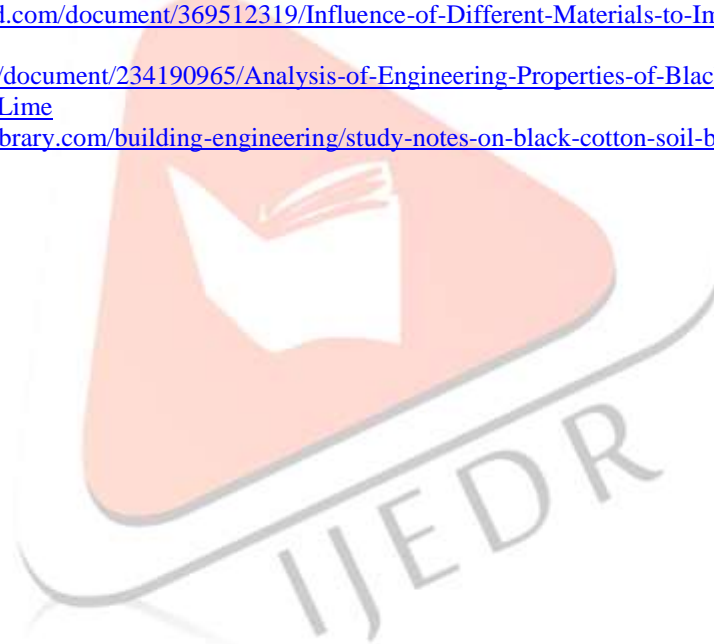 d.com/document/369512319/Influence-of-Different-Materials-to-Im
/document/234190965/Analysis-of-Engineering-Properties-of-Blac
Lime
brary.com/building-engineering/study-notes-on-black-cotton-soil-b
IJEDR